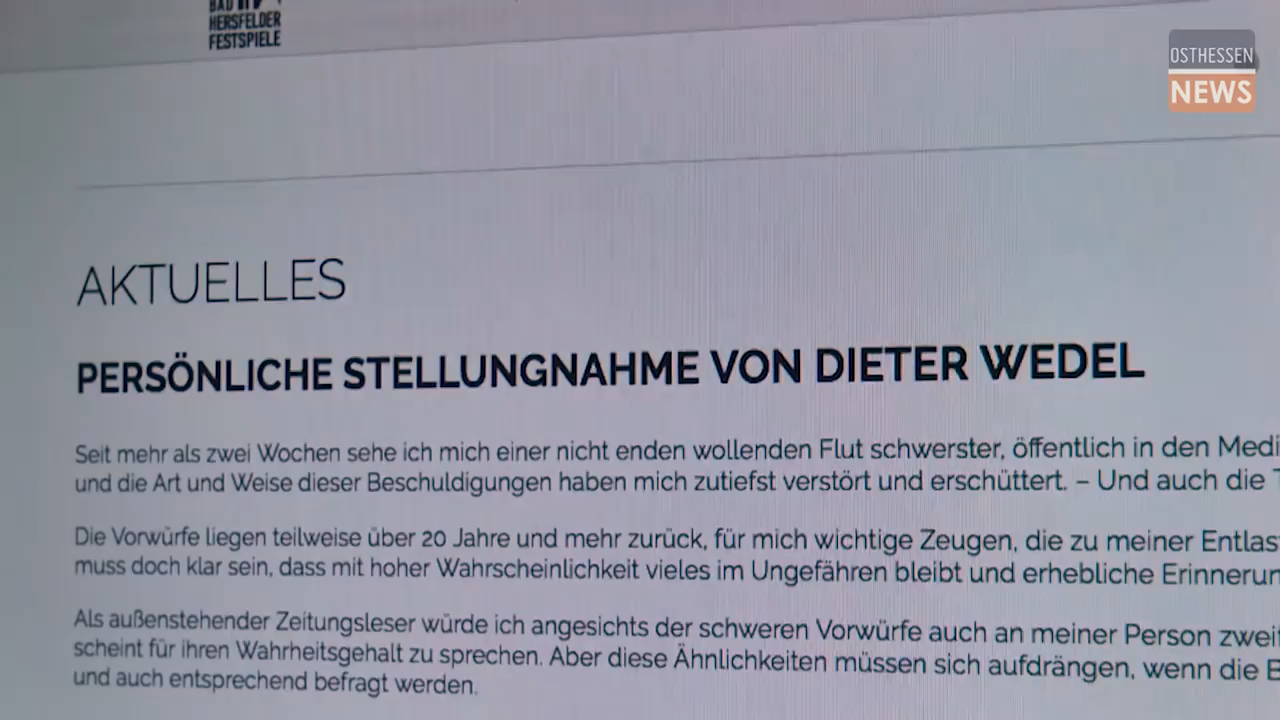 BAD
HERSFELDER
FESTSPIELE
OSTHESSEN
NEWS
AKTUELLES
PERSÖNLICHE STELLUNGNAHME VON DIETER WEDEL
Seit mehr als zwei Wochen sehe ich mich einer nicht enden wollenden Flut schwerster, öffentlich in den Medi
und die Art und Weise dieser Beschuldigungen haben mich zutiefst verstört und erschüttert. – Und auch die
Die Vorwürfe liegen teilweise über 20 Jahre und mehr zurück, für mich wichtige Zeugen, die zu meiner Entlas
muss doch klar sein, dass mit hoher Wahrscheinlichkeit vieles im Ungefähren bleibt und erhebliche Erinnerun
Als außenstehender Zeitungsleser würde ich angesichts der schweren Vorwürfe auch an meiner Person zwei
scheint für ihren Wahrheitsgehalt zu sprechen. Aber diese Ähnlichkeiten müssen sich aufdrängen, wenn die B
und auch entsprechend befragt werden.